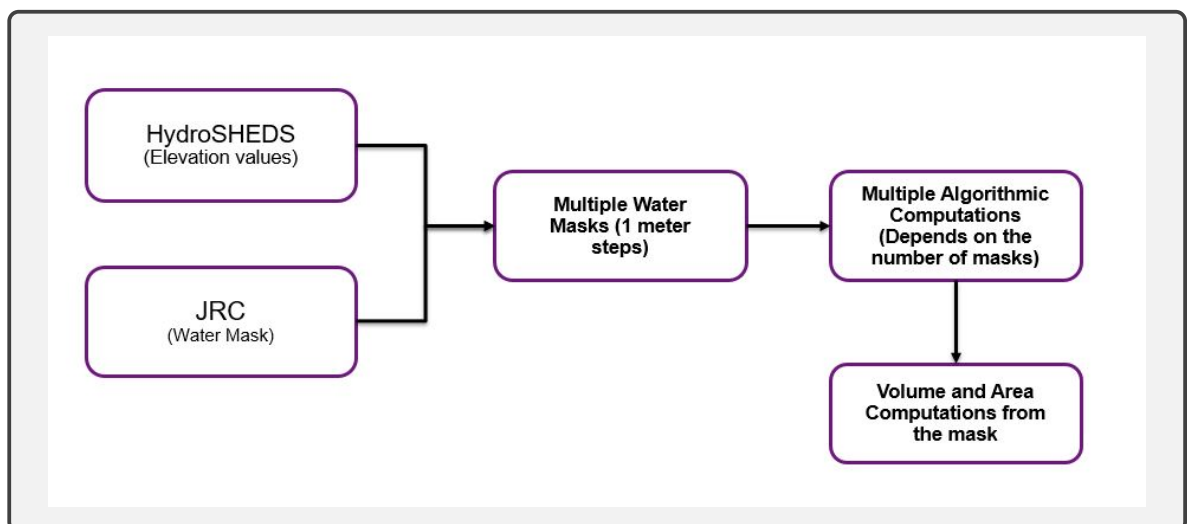 HydroSHEDS
(Elevation values)
JRC
(Water Mask)
Multiple Water
Masks (1 meter
steps)
Multiple Algorithmic
Computations
(Depends on the
number of masks)
Volume and Area
Computations from
the mask